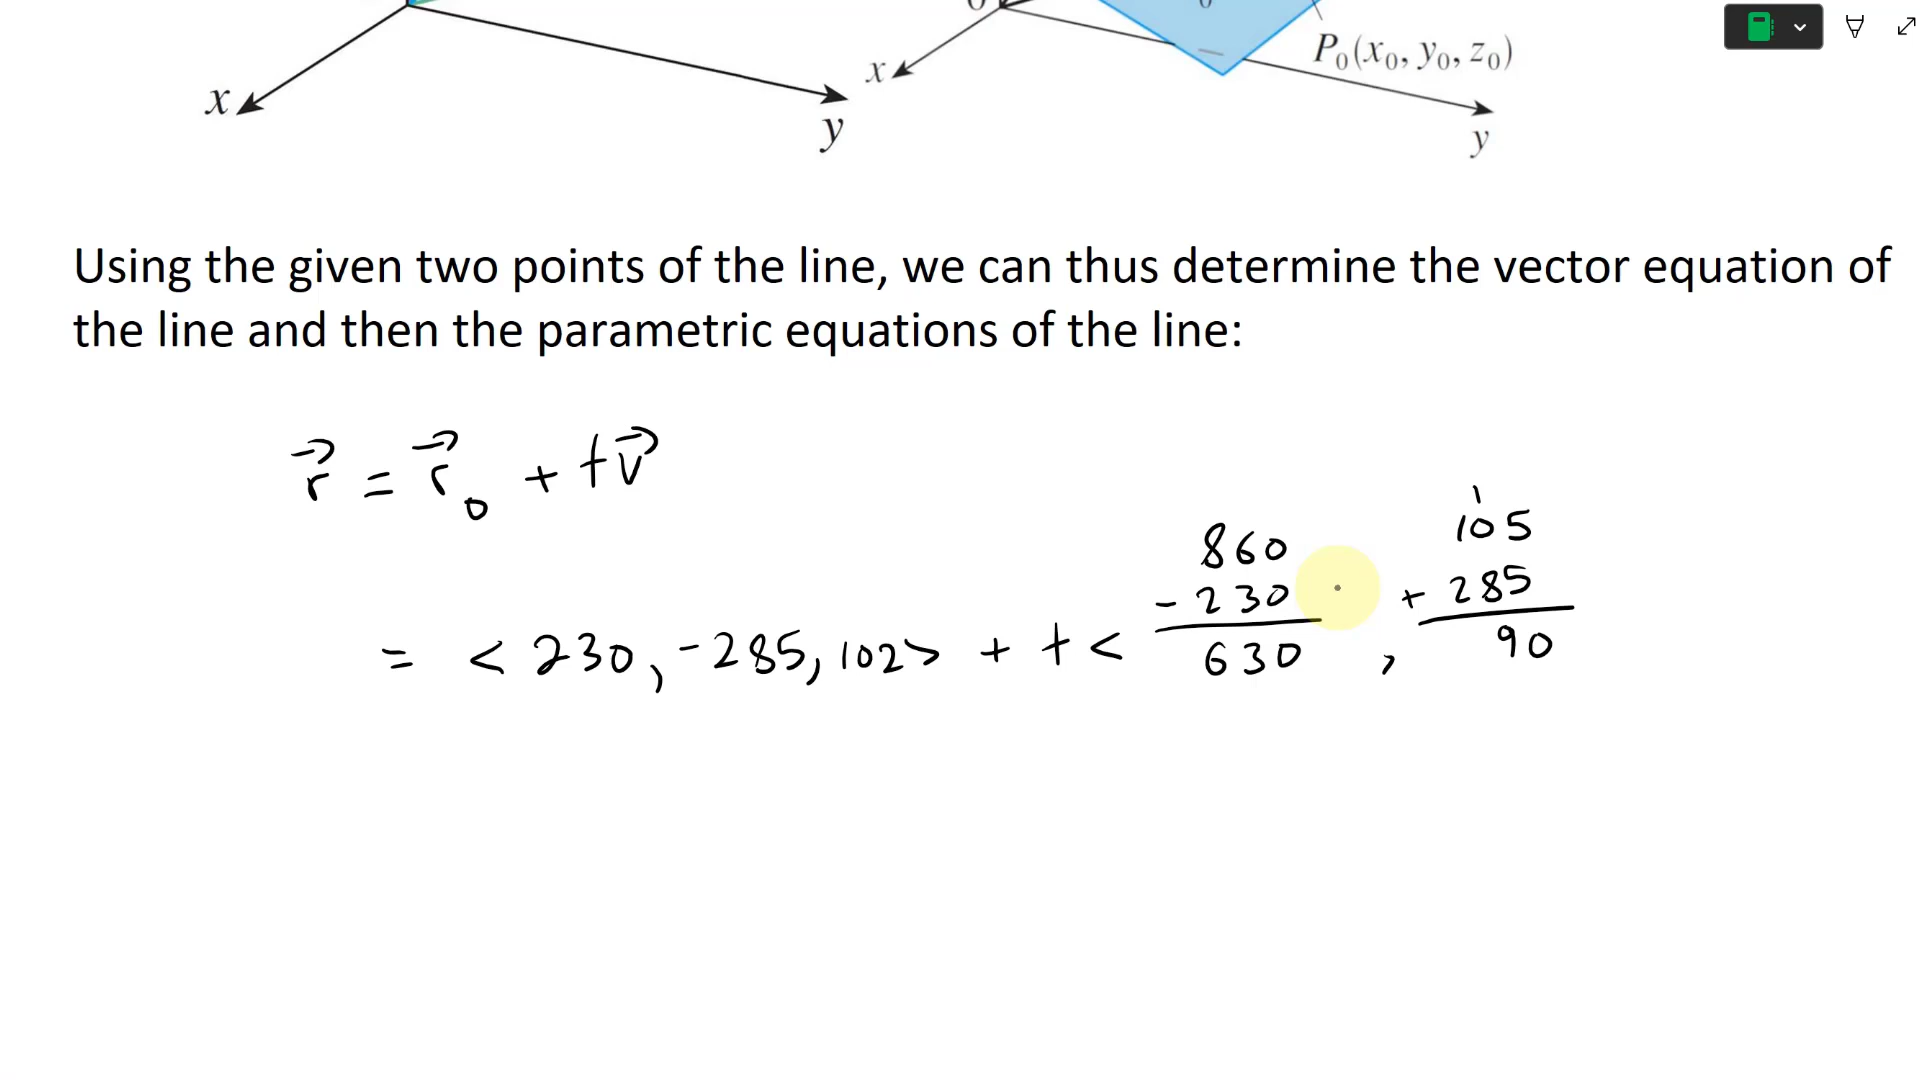 0
x
y
x
P₀(x₀, y₀, z₀)
y
Using the given two points of the line, we can thus determine the vector equation of
the line and then the parametric equations of the line:
r⃗ = r⃗₀ + tv⃗
860
- 230
630
1
105
+ 285
90
= < 230, -285, 102> + t < ,